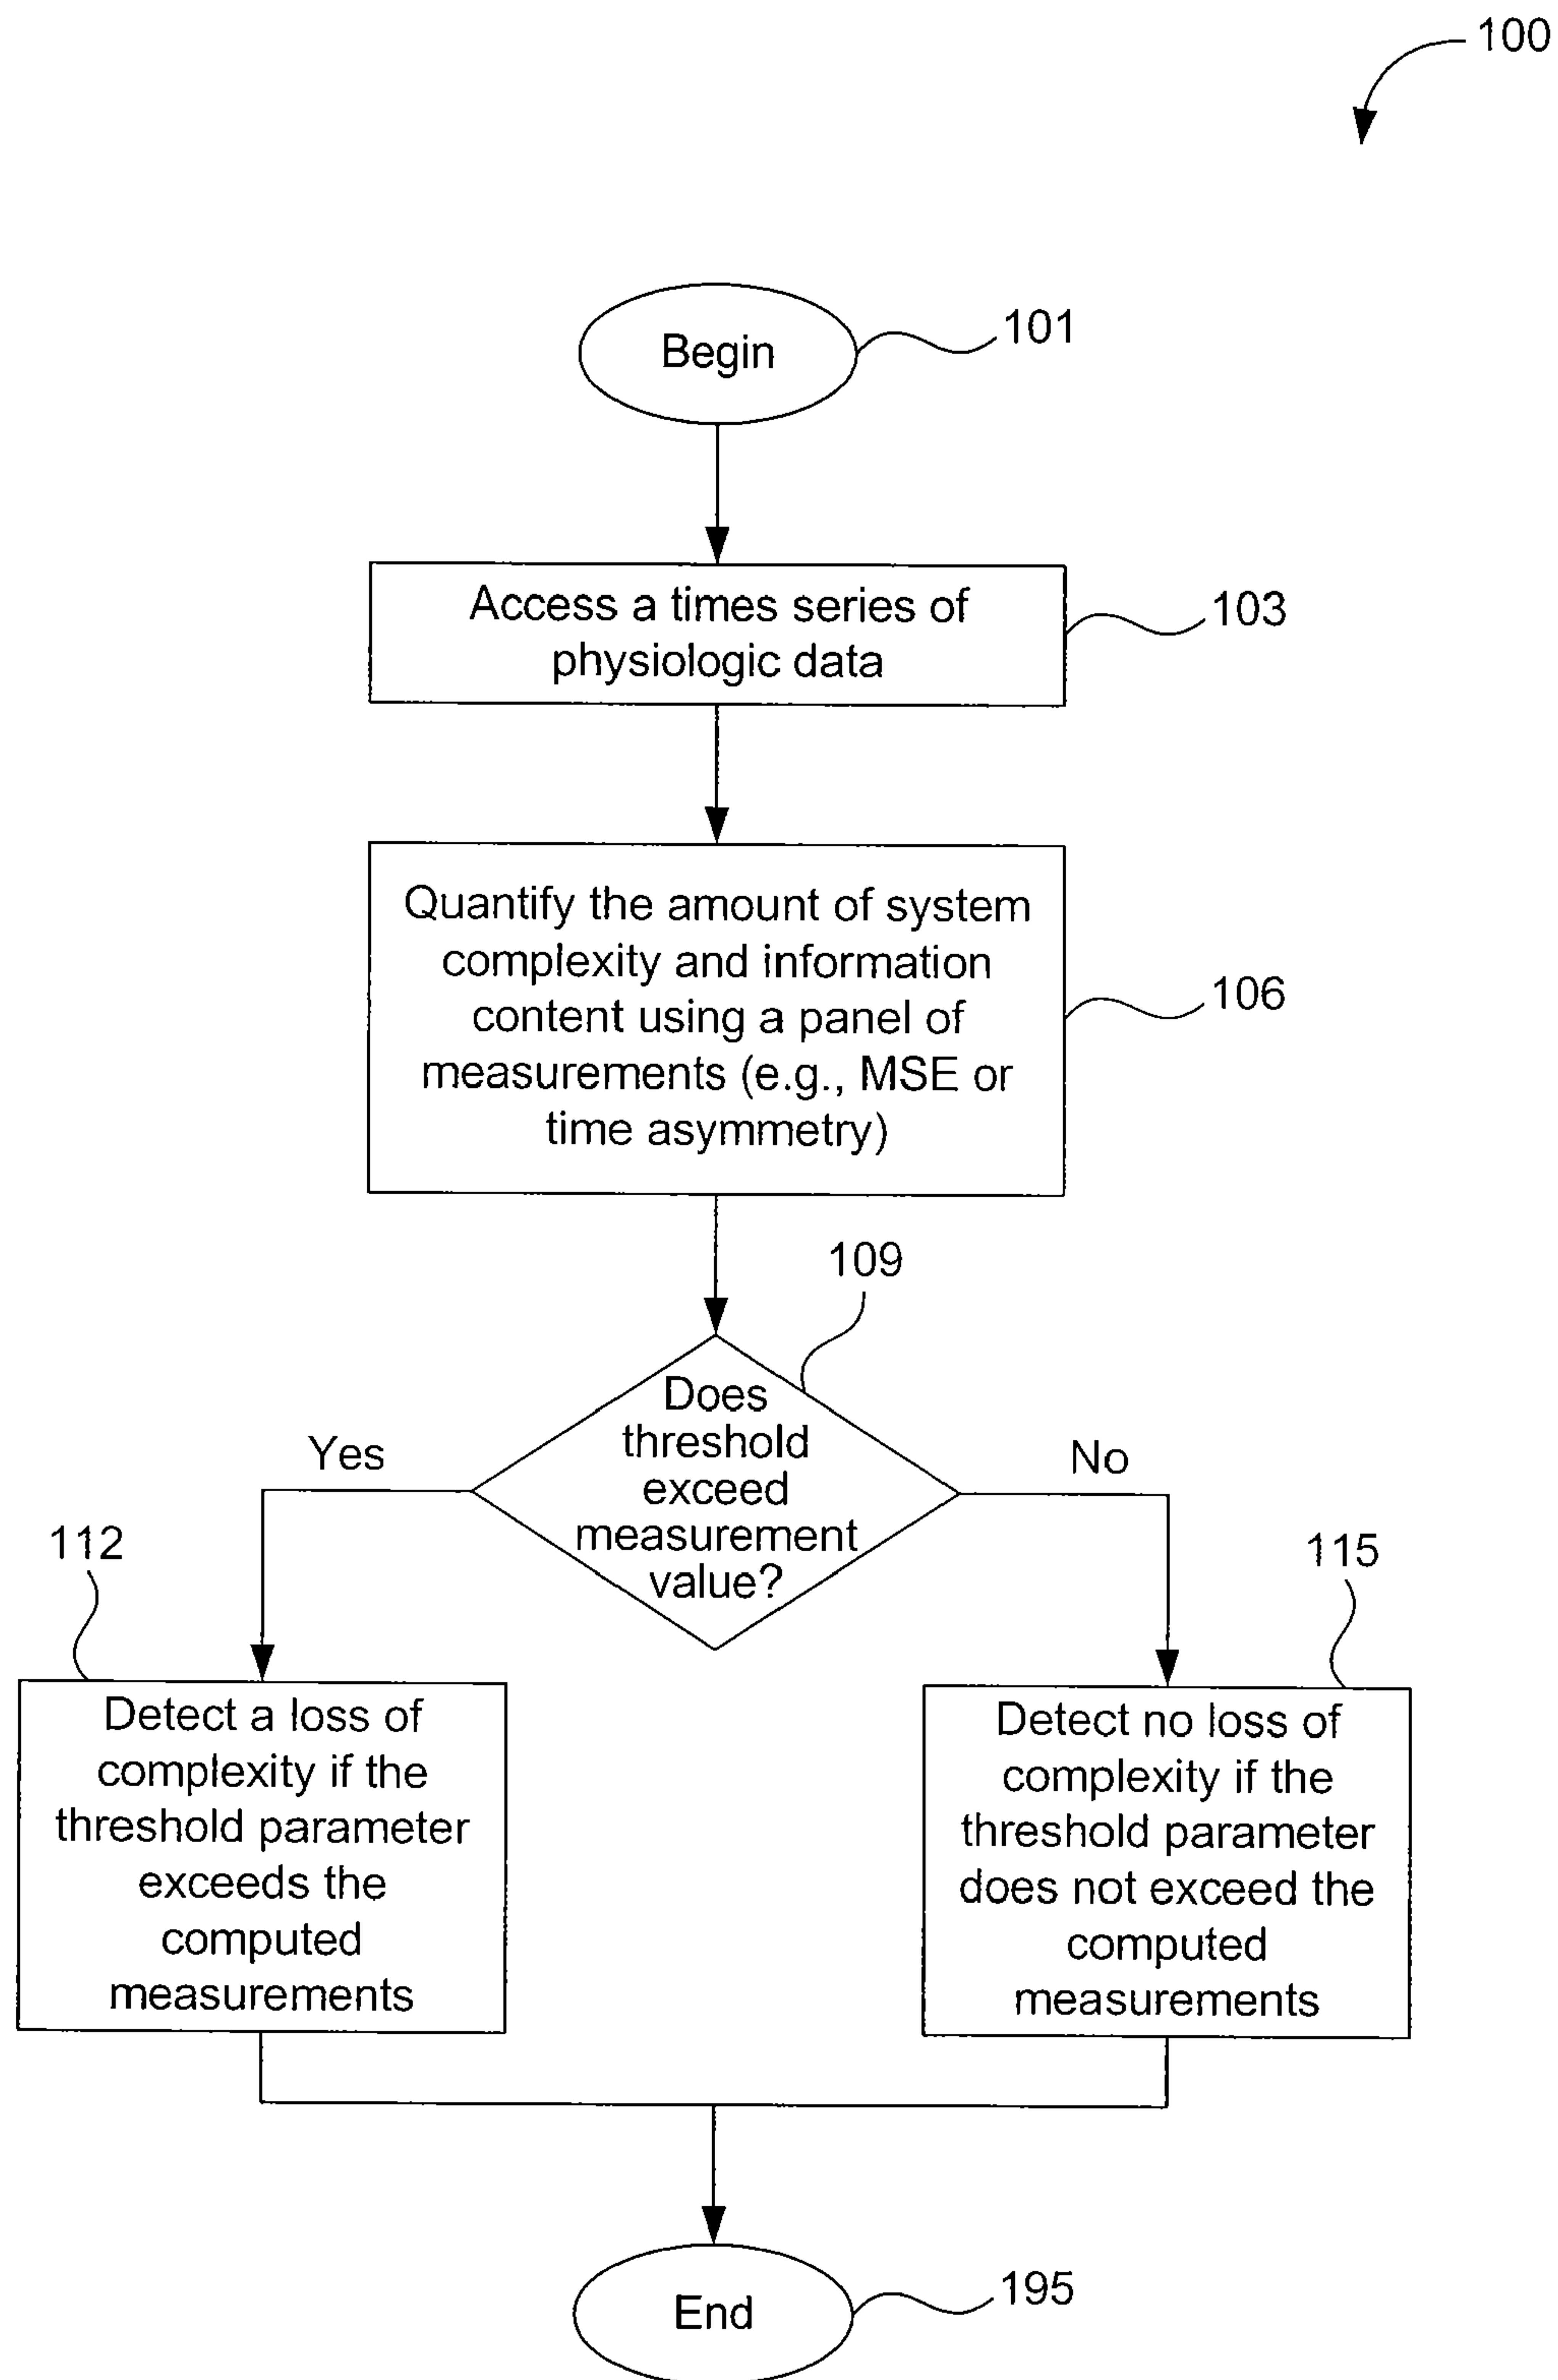 100
Begin
101
Access a times series of
physiologic data
103
Quantify the amount of system
complexity and information
content using a panel of
measurements (e.g., MSE or
time asymmetry)
106
109
Does
threshold
exceed
measurement
value?
Yes
No
112
115
Detect a loss of
complexity if the
threshold parameter
exceeds the
computed
measurements
Detect no loss of
complexity if the
threshold parameter
does not exceed the
computed
measurements
End
195